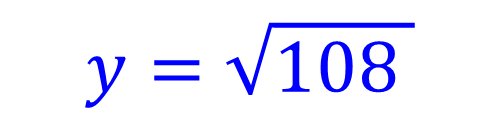 y = √108